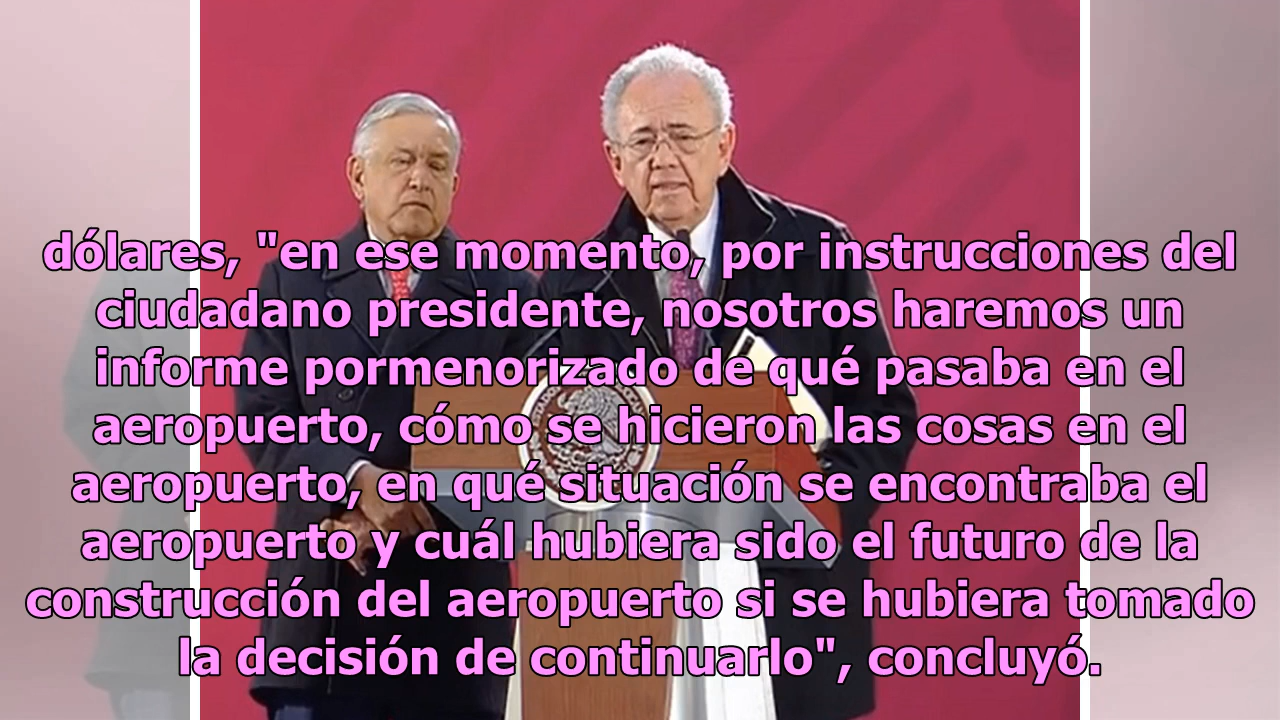 dólares, "en ese momento, por instrucciones del
ciudadano presidente, nosotros haremos un
informe pormenorizado de qué pasaba en el
aeropuerto, cómo se hicieron las cosas en el
aeropuerto, en qué situación se encontraba el
aeropuerto y cuál hubiera sido el futuro de la
construcción del aeropuerto si se hubiera tomado
la decisión de continuarlo", concluyó.